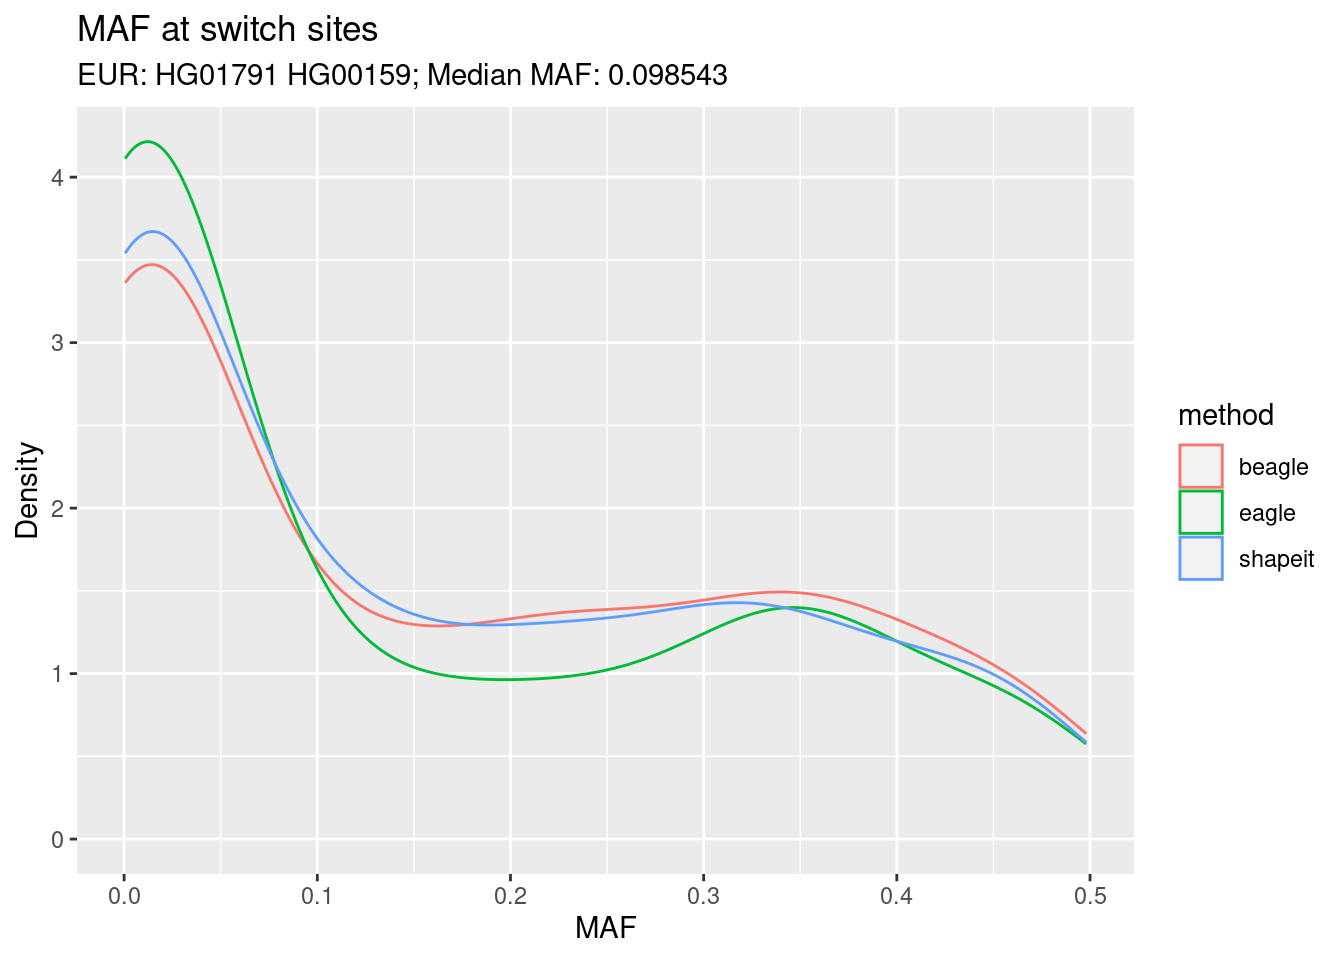 MAF at switch sites
EUR: HG01791 HG00159; Median MAF: 0.098543
Density
4
3
2
1
0
0.0 0.1 0.2 0.3 0.4 0.5
MAF
method
beagle
eagle
shapeit